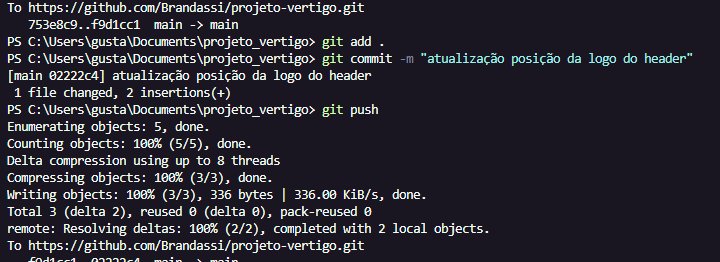 To https://github.com/Brandassi/projeto-vertigo.git
753e8c9..f9d1cc1 main -> main
PS C:\Users\gusta\Documents\projeto_vertigo> git add .
PS C:\Users\gusta\Documents\projeto_vertigo> git commit -m "atualização posição da logo do header"
[main 02222c4] atualização posição da logo do header
1 file changed, 2 insertions(+)
PS C:\Users\gusta\Documents\projeto_vertigo> git push
Enumerating objects: 5, done.
Counting objects: 100% (5/5), done.
Delta compression using up to 8 threads
Compressing objects: 100% (3/3), done.
Writing objects: 100% (3/3), 336 bytes | 336.00 KiB/s, done.
Total 3 (delta 2), reused 0 (delta 0), pack-reused 0
remote: Resolving deltas: 100% (2/2), completed with 2 local objects.
To https://github.com/Brandassi/projeto-vertigo.git
f9d1cc1..02222c4 main -> main